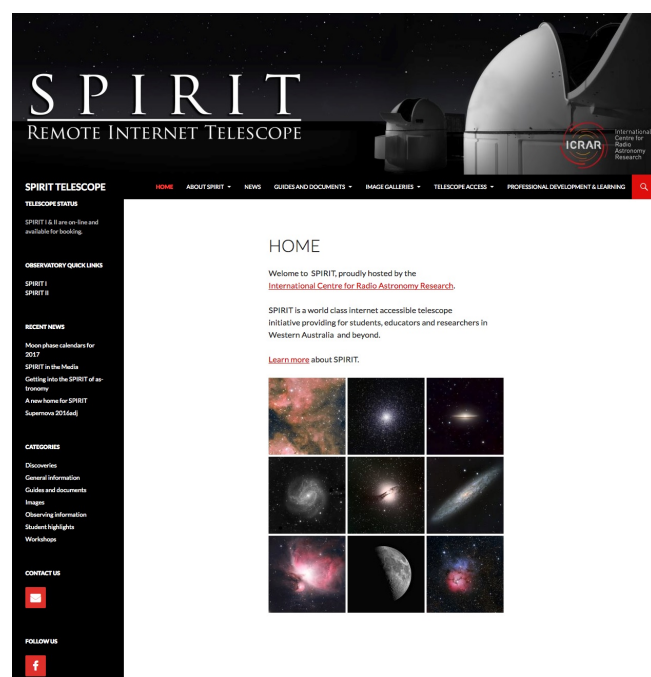 SPIRIT
REMOTE INTERNET TELESCOPE
ICRAR
International
Centre for
Radio
Astronomy
Research
SPIRIT TELESCOPE
HOME
ABOUT SPIRIT
NEWS
GUIDES AND DOCUMENTS
IMAGE GALLERIES
TELESCOPE ACCESS
PROFESSIONAL DEVELOPMENT & LEARNING
TELESCOPE STATUS
SPIRIT I & II are on-line and
available for booking.
OBSERVATORY QUICK LINKS
SPIRIT I
SPIRIT II
RECENT NEWS
Moon phase calendars for
2017
SPIRIT in the Media
Getting into the SPIRIT of as-
tronomy
A new home for SPIRIT
Supernova 2016adj
CATEGORIES
Discoveries
General information
Guides and documents
Images
Observing information
Student highlights
Workshops
CONTACT US
FOLLOW US
HOME
Welome to SPIRIT, proudly hosted by the
International Centre for Radio Astronomy Research.
SPIRIT is a world class internet accessible telescope
initiative providing for students, educators and researchers in
Western Australia and beyond.
Learn more about SPIRIT.